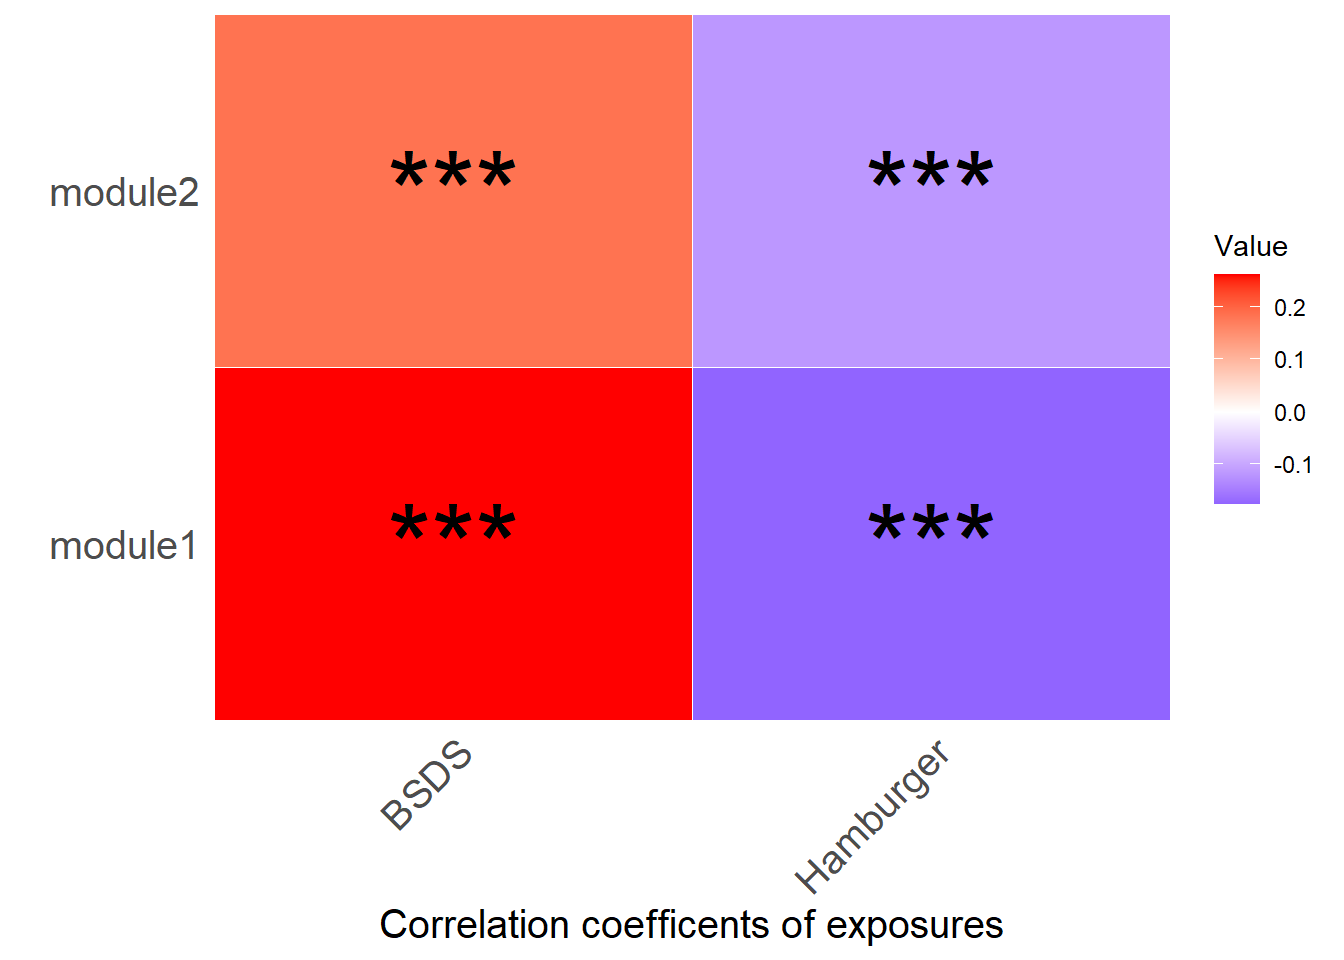 module2
***
***
module1
***
***
BSDS
Hamburger
Correlation coefficents of exposures
Value
0.2
0.1
0.0
-0.1